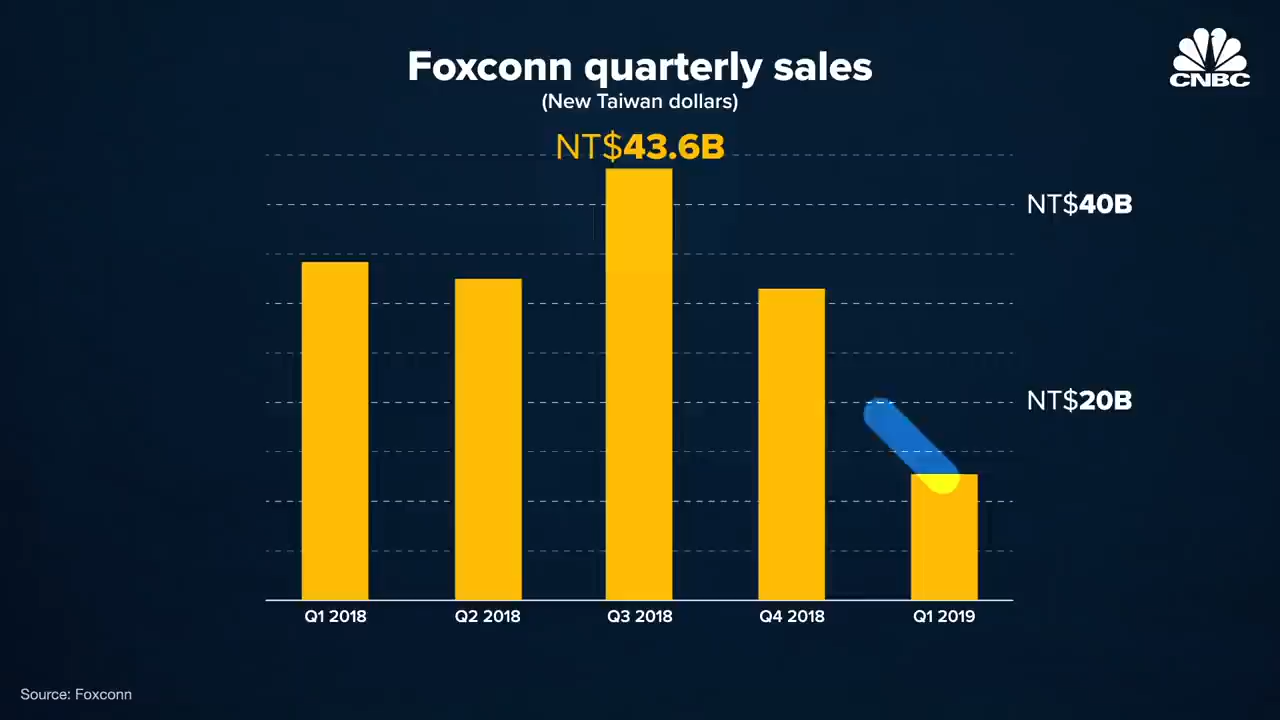 CNBC
Foxconn quarterly sales
(New Taiwan dollars)
NT$43.6B
NT$40B
NT$20B
Q1 2018
Q2 2018
Q3 2018
Q4 2018
Q1 2019
Source: Foxconn